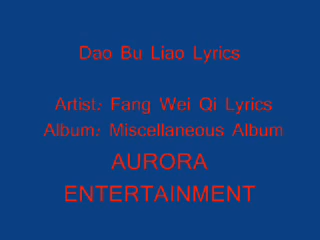 Dao Bu Liao Lyrics
Artist: Fang Wei Qi Lyrics
Album: Miscellaneous Album
AURORA
ENTERTAINMENT